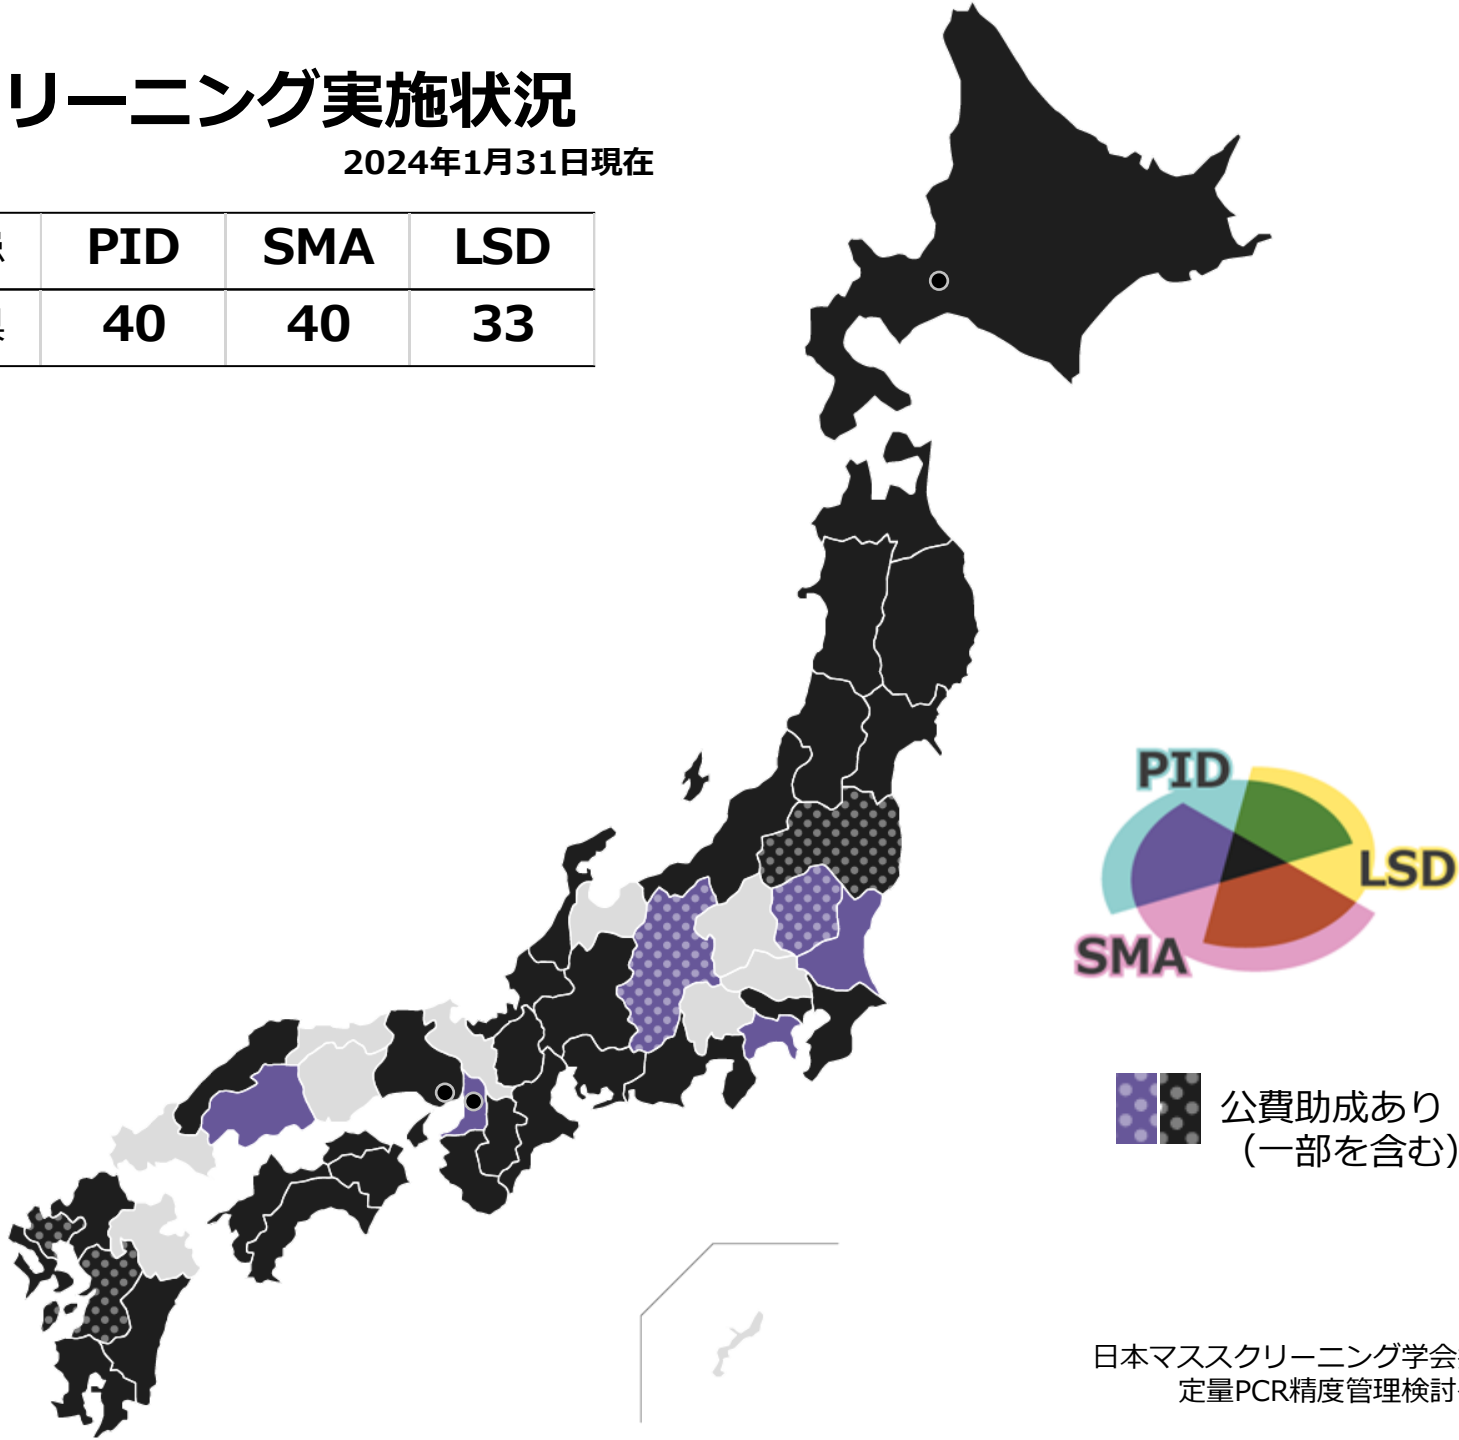 リーニング実施状況
2024年1月31日現在
PID SMA LSD
40 40 33
PID
LSD
SMA
公費助成あり
（一部を含む）
日本マススクリーニング学会
定量PCR精度管理検討